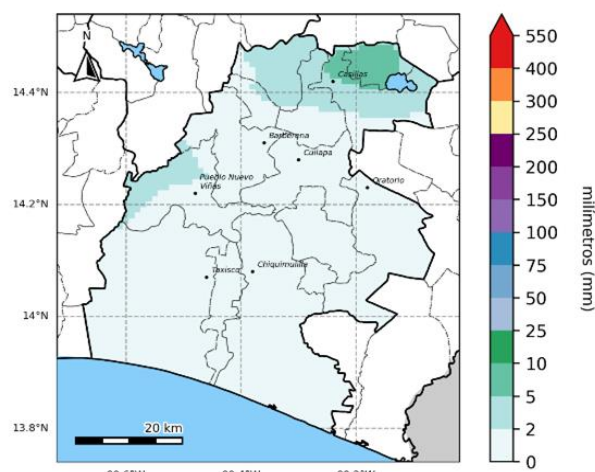 N
14.4°N
14.2°N
14°N
13.8°N
Casillas
Barberena
Cuilapa
Pueblo Nuevo
Viñas
Oratorio
Taxisco
Chiquimulilla
20 km
550
400
300
250
200
150
100
75
50
25
10
5
2
0
milímetros (mm)